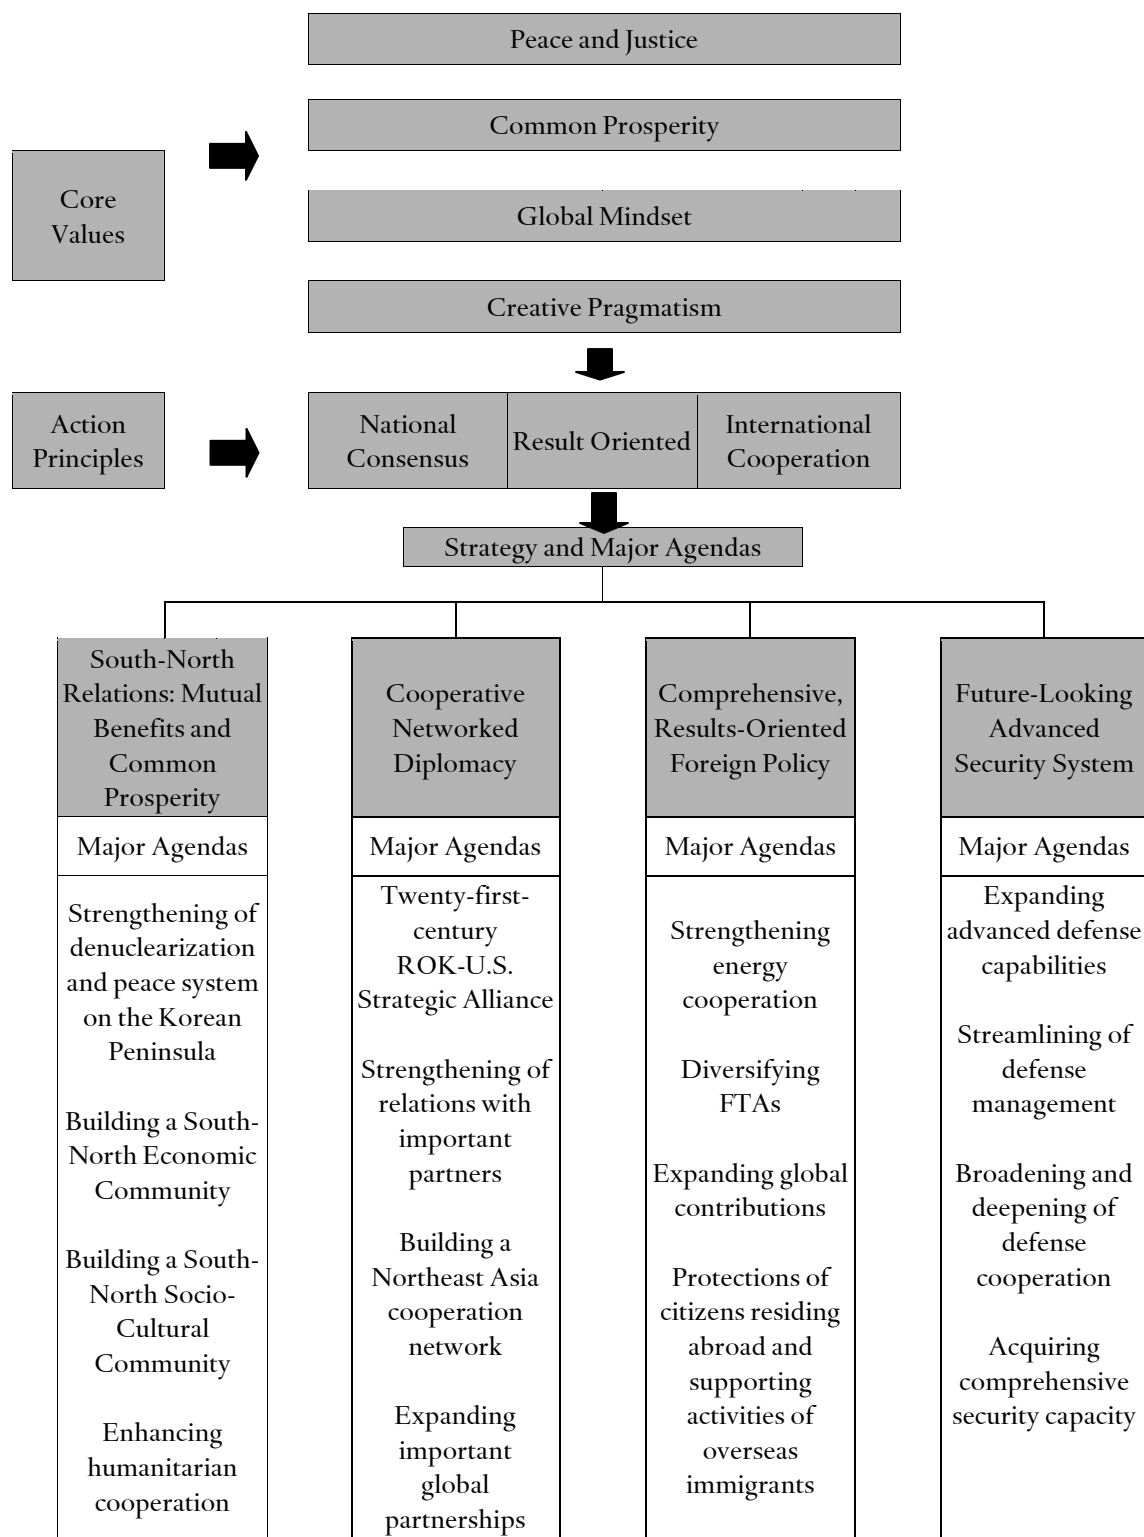 Peace and Justice
Common Prosperity
Core
Values
Global Mindset
Creative Pragmatism
Action
Principles
National
Consensus
Result Oriented
International
Cooperation
Strategy and Major Agendas
South-North
Relations: Mutual
Benefits and
Common
Prosperity
Major Agendas
Strengthening of
denuclearization
and peace system
on the Korean
Peninsula
Building a South-
North Economic
Community
Building a South-
North Socio-
Cultural
Community
Enhancing
humanitarian
cooperation
Cooperative
Networked
Diplomacy
Major Agendas
Twenty-first-
century
ROK-U.S.
Strategic Alliance
Strengthening of
relations with
important
partners
Building a
Northeast Asia
cooperation
network
Expanding
important
global
partnerships
Comprehensive,
Results-Oriented
Foreign Policy
Major Agendas
Strengthening
energy
cooperation
Diversifying
FTAs
Expanding global
contributions
Protections of
citizens residing
abroad and
supporting
activities of
overseas
immigrants
Future-Looking
Advanced
Security System
Major Agendas
Expanding
advanced defense
capabilities
Streamlining of
defense
management
Broadening and
deepening of
defense
cooperation
Acquiring
comprehensive
security capacity